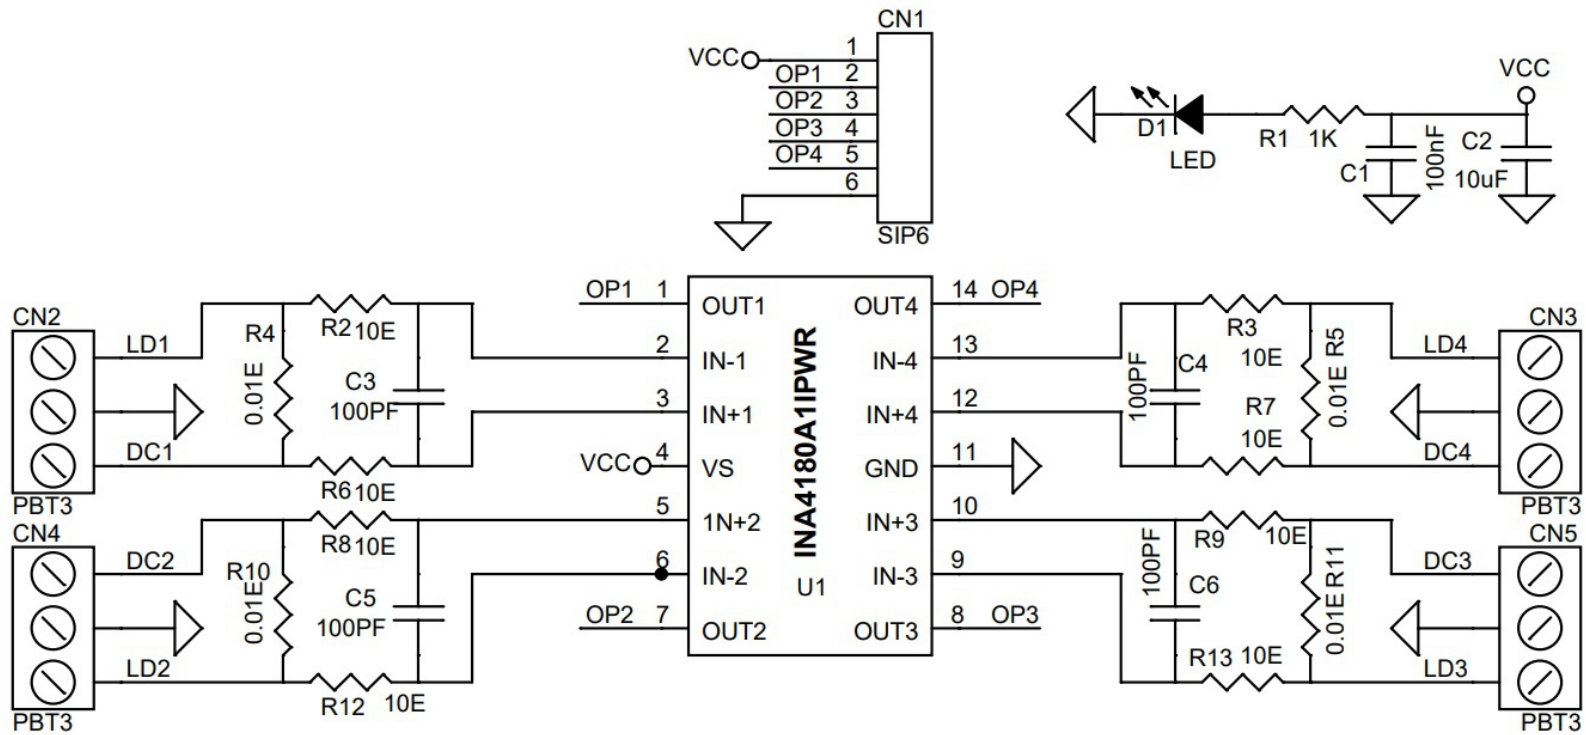 CN1
VCC 1
OP1 2
OP2 3
OP3 4
OP4 5
6
SIP6
VCC
D1
LED
R1 1K
C1
100nF
C2
10uF
CN2
LD1
DC1
PBT3
R4
0.01E
R2 10E
C3
100PF
R6 10E
CN4
DC2
LD2
PBT3
R10
0.01E
R8 10E
C5
100PF
R12 10E
OP1 1 OUT1
2 IN-1
3 IN+1
VCC 4 VS
5 1N+2
6 IN-2
OP2 7 OUT2
INA4180A1IPWR
U1
OUT4 14 OP4
IN-4 13
IN+4 12
GND 11
IN+3 10
IN-3 9
OUT3 8 OP3
100PF
C4
R3
10E
R7
10E
0.01E R5
CN3
LD4
DC4
PBT3
100PF
C6
R9 10E
R13 10E
0.01E R11
CN5
DC3
LD3
PBT3